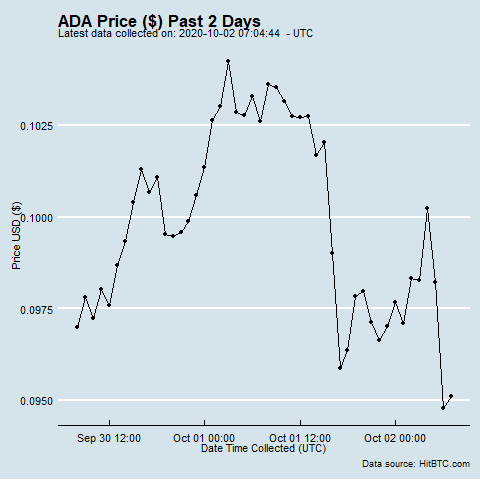 ADA Price ($) Past 2 Days
Latest data collected on: 2020-10-02 07:04:44 - UTC
0.1025
0.1000
0.0975
0.0950
Price USD ($)
Sep 30 12:00 Oct 01 00:00 Oct 01 12:00 Oct 02 00:00
Date Time Collected (UTC)
Data source: HitBTC.com